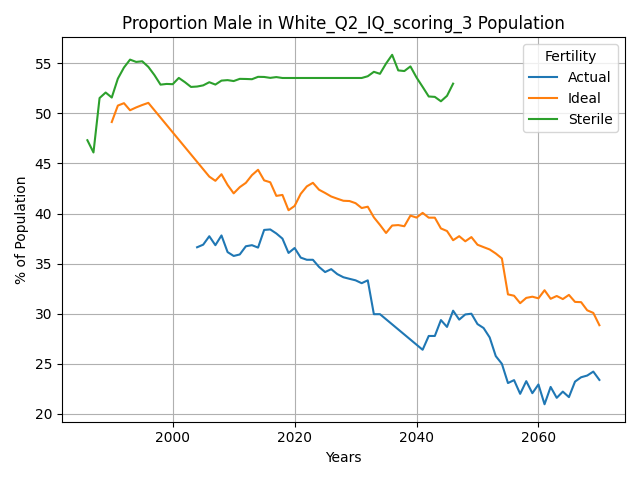 Proportion Male in White_Q2_IQ_scoring_3 Population
Fertility
Actual
Ideal
Sterile
% of Population
55
50
45
40
35
30
25
20
2000
2020
2040
2060
Years